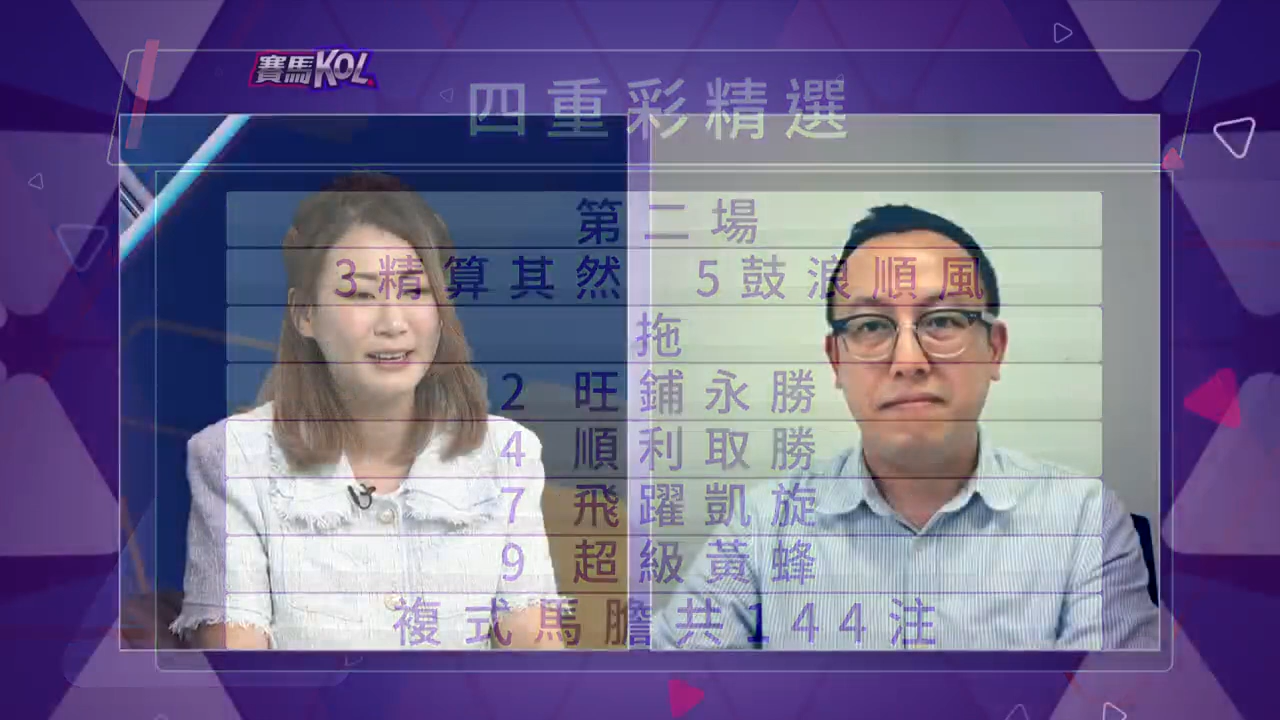 賽馬KOL
四重彩精選
第二場
3精算其然 5鼓浪順風
拖
2 旺鋪永勝
4 順利取勝
7 飛躍凱旋
9 超級黃蜂
複式馬膽共144注